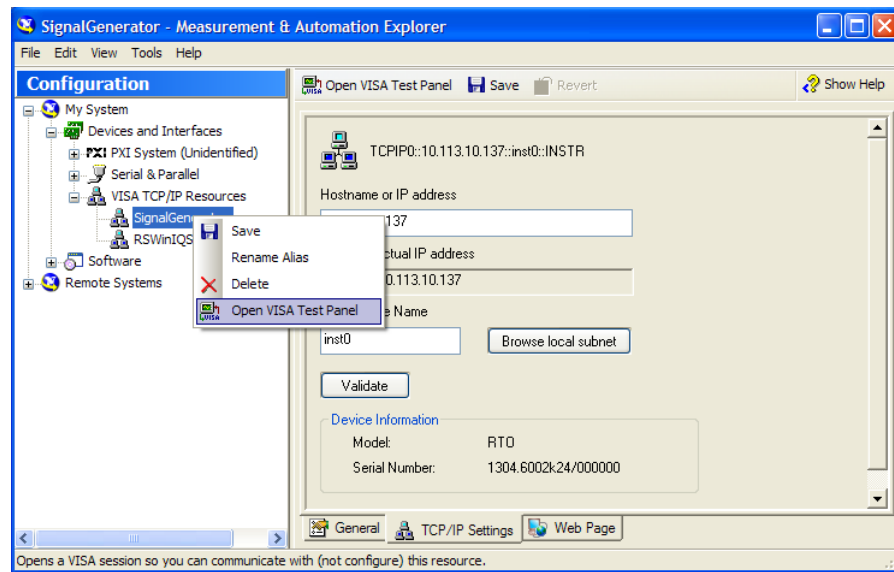 SignalGenerator - Measurement & Automation Explorer
File Edit View Tools Help
Configuration
Open VISA Test Panel Save Revert Show Help
My System
Devices and Interfaces
PXI PXI System (Unidentified)
Serial & Parallel
VISA TCP/IP Resources
SignalGen
RSWinIQS
Software
Remote Systems
Save
Rename Alias
Delete
VISA Open VISA Test Panel
TCPIP0::10.113.10.137::inst0::INSTR
Hostname or IP address
137
ctual IP address
0.113.10.137
e Name
inst0 Browse local subnet
Validate
Device Information
Model: RTO
Serial Number: 1304.6002k24/000000
General TCP/IP Settings Web Page
Opens a VISA session so you can communicate with (not configure) this resource.